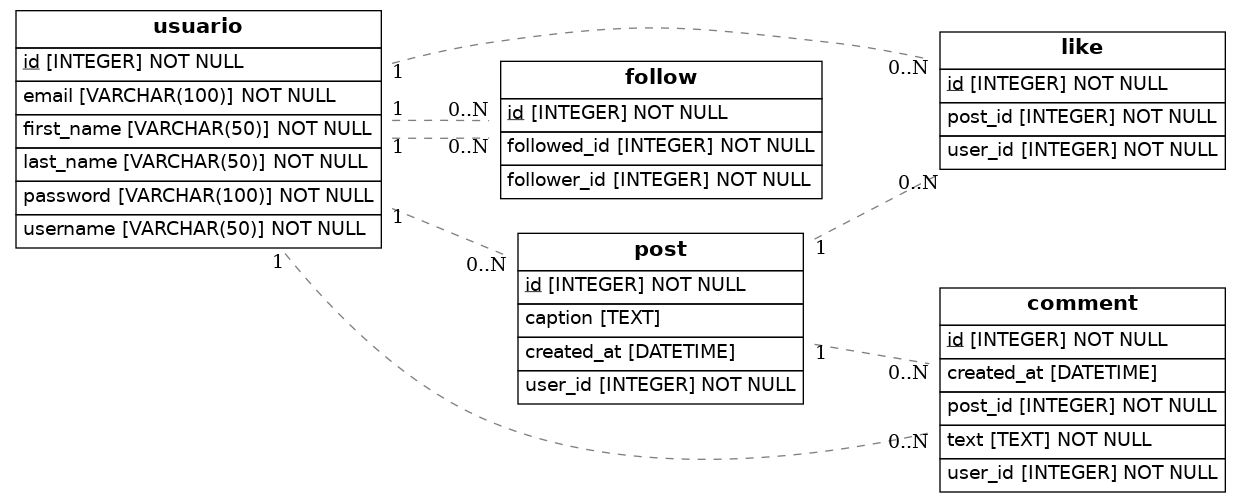 usuario
id [INTEGER] NOT NULL
email [VARCHAR(100)] NOT NULL
first_name [VARCHAR(50)] NOT NULL
last_name [VARCHAR(50)] NOT NULL
password [VARCHAR(100)] NOT NULL
username [VARCHAR(50)] NOT NULL
1
1
1
1
1
0..N
0..N
follow
id [INTEGER] NOT NULL
followed_id [INTEGER] NOT NULL
follower_id [INTEGER] NOT NULL
0..N
post
id [INTEGER] NOT NULL
caption [TEXT]
created_at [DATETIME]
user_id [INTEGER] NOT NULL
1
1
0..N
like
id [INTEGER] NOT NULL
post_id [INTEGER] NOT NULL
user_id [INTEGER] NOT NULL
0..N
0..N
0..N
comment
id [INTEGER] NOT NULL
created_at [DATETIME]
post_id [INTEGER] NOT NULL
text [TEXT] NOT NULL
user_id [INTEGER] NOT NULL